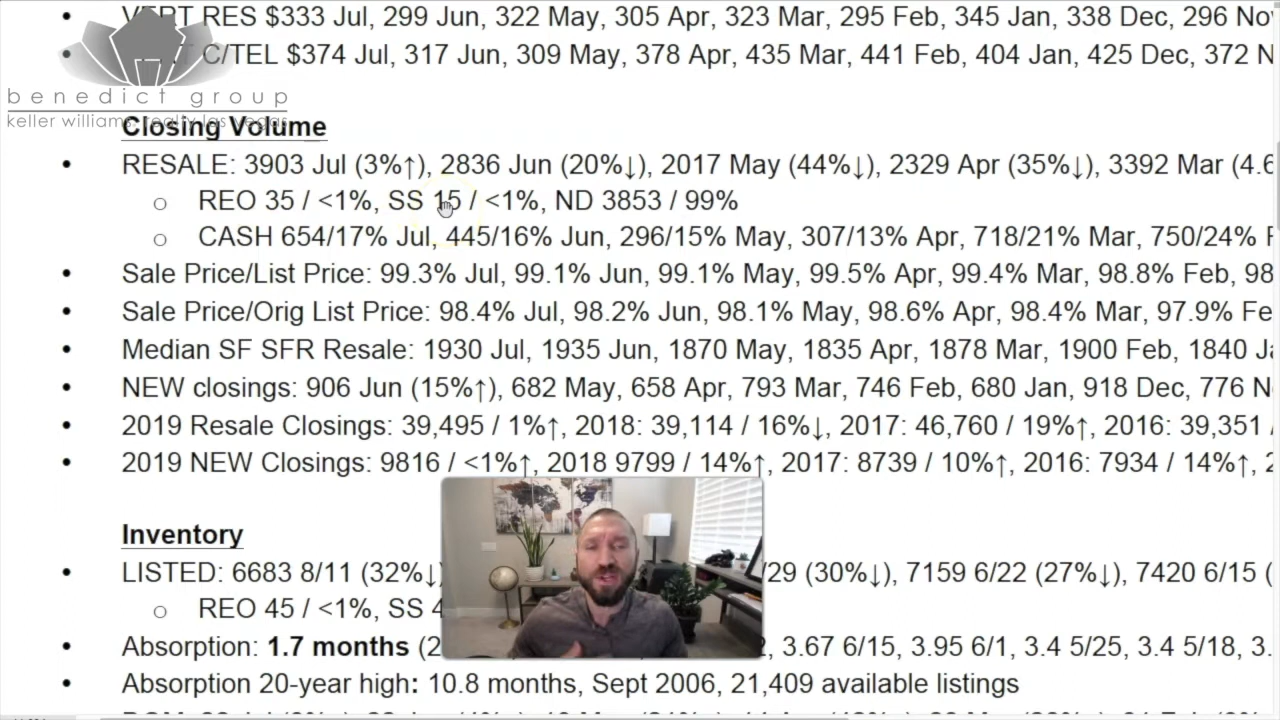 VERT RES $333 Jul, 299 Jun, 322 May, 305 Apr, 323 Mar, 295 Feb, 345 Jan, 338 Dec, 296 No
C/TEL $374 Jul, 317 Jun, 309 May, 378 Apr, 435 Mar, 441 Feb, 404 Jan, 425 Dec, 372 N
benedict group
keller williams. realty las vegas
Closing Volume
RESALE: 3903 Jul (3%↑), 2836 Jun (20%↓), 2017 May (44%↓), 2329 Apr (35%↓), 3392 Mar (4.6
REO 35 / <1%, SS 15 / <1%, ND 3853 / 99%
CASH 654/17% Jul, 445/16% Jun, 296/15% May, 307/13% Apr, 718/21% Mar, 750/24% F
Sale Price/List Price: 99.3% Jul, 99.1% Jun, 99.1% May, 99.5% Apr, 99.4% Mar, 98.8% Feb, 98
Sale Price/Orig List Price: 98.4% Jul, 98.2% Jun, 98.1% May, 98.6% Apr, 98.4% Mar, 97.9% Fe
Median SF SFR Resale: 1930 Jul, 1935 Jun, 1870 May, 1835 Apr, 1878 Mar, 1900 Feb, 1840 Ja
NEW closings: 906 Jun (15%↑), 682 May, 658 Apr, 793 Mar, 746 Feb, 680 Jan, 918 Dec, 776 N
2019 Resale Closings: 39,495 / 1%↑, 2018: 39,114 / 16%↓, 2017: 46,760 / 19%↑, 2016: 39,351 /
2019 NEW Closings: 9816 / <1%↑, 2018 9799 / 14%↑, 2017: 8739 / 10%↑, 2016: 7934 / 14%↑, 2
Inventory
LISTED: 6683 8/11 (32%↓) /29 (30%↓), 7159 6/22 (27%↓), 7420 6/15 (
REO 45 / <1%, SS 4
Absorption: 1.7 months (2 2, 3.67 6/15, 3.95 6/1, 3.4 5/25, 3.4 5/18, 3.
Absorption 20-year high: 10.8 months, Sept 2006, 21,409 available listings